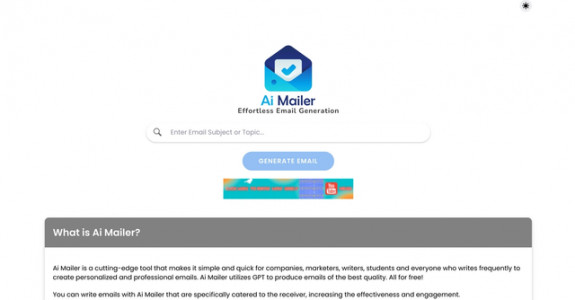 Ai Mailer
Effortless Email Generation
Enter Email Subject or Topic...
GENERATE EMAIL
What is Ai Mailer?
Ai Mailer is a cutting-edge tool that makes it simple and quick for companies, marketers, writers, students and everyone who writes frequently to
create personalized and professional emails. Ai Mailer utilizes GPT to produce emails of the best quality. All for free!
You can write emails with Ai Mailer that are specifically catered to the receiver, increasing the effectiveness and engagement.